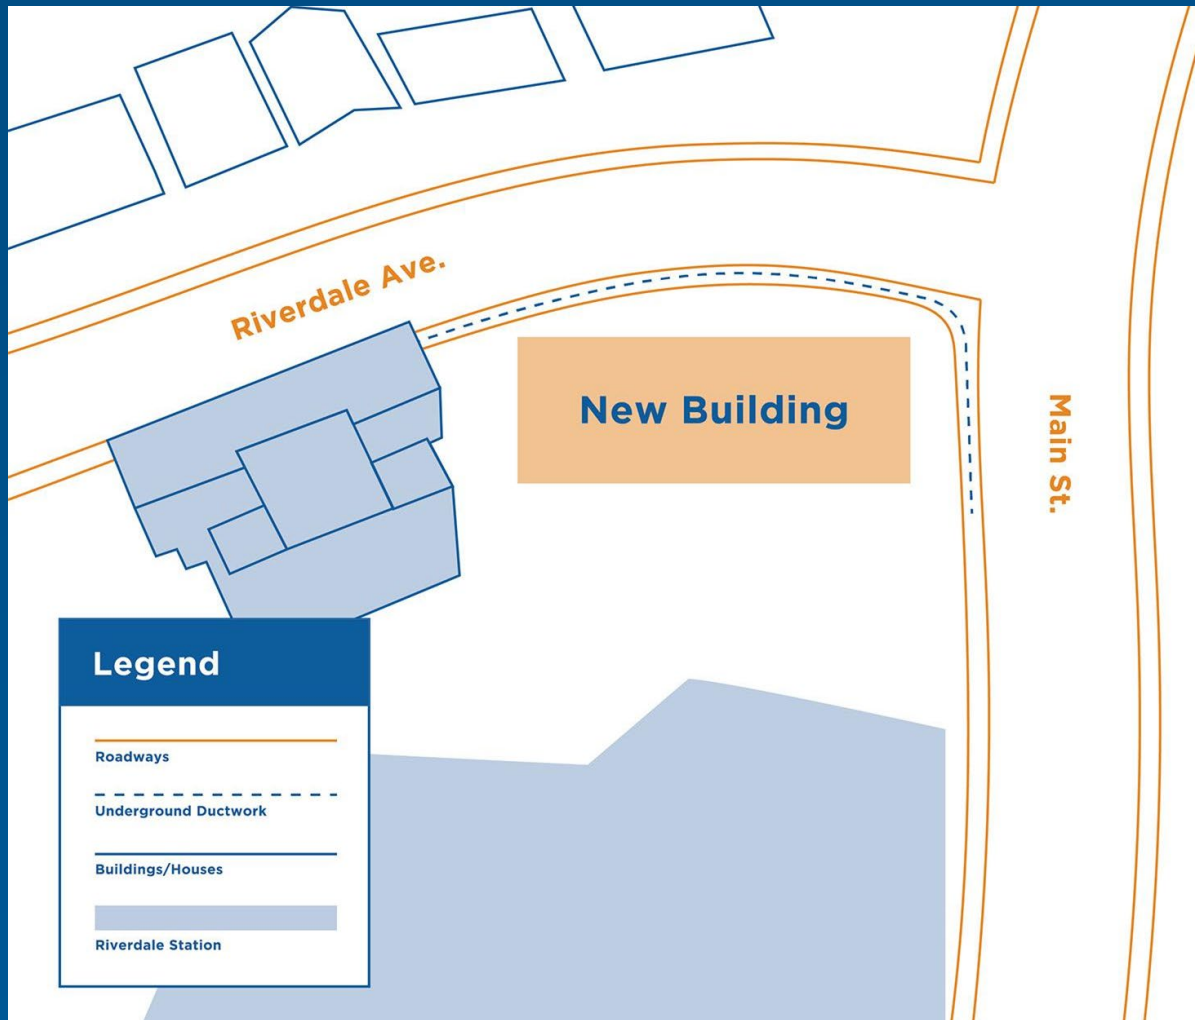 Riverdale Ave.
New Building
Main St.
Legend
Roadways
Underground Ductwork
Buildings/Houses
Riverdale Station